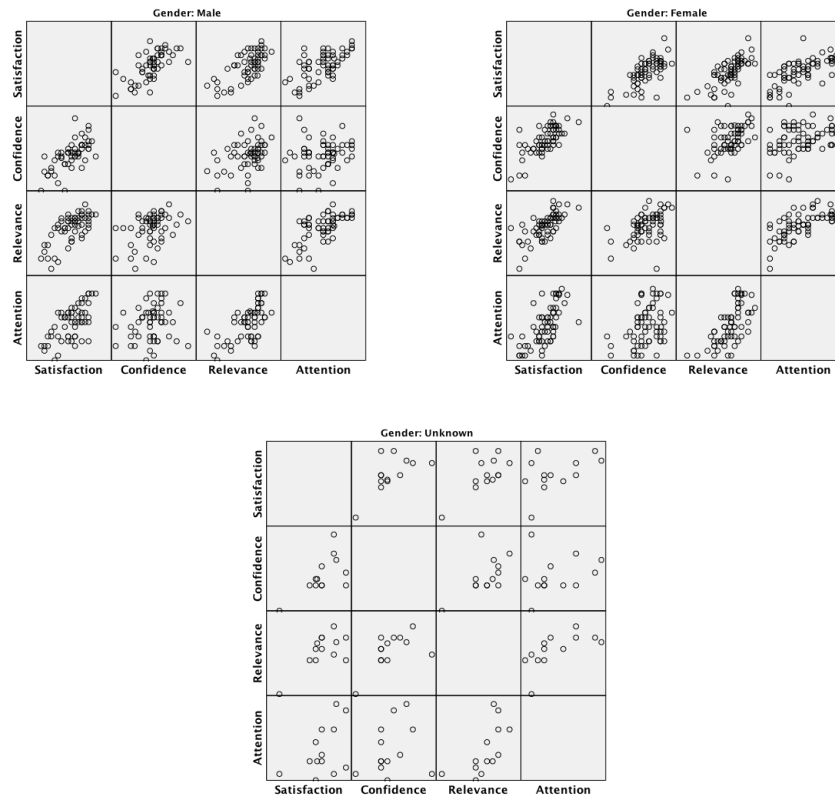 Gender: Male
Satisfaction
Confidence
Relevance
Attention
Satisfaction Confidence Relevance Attention
Gender: Female
Satisfaction
Confidence
Relevance
Attention
Satisfaction Confidence Relevance Attention
Gender: Unknown
Satisfaction
Confidence
Relevance
Attention
Satisfaction Confidence Relevance Attention